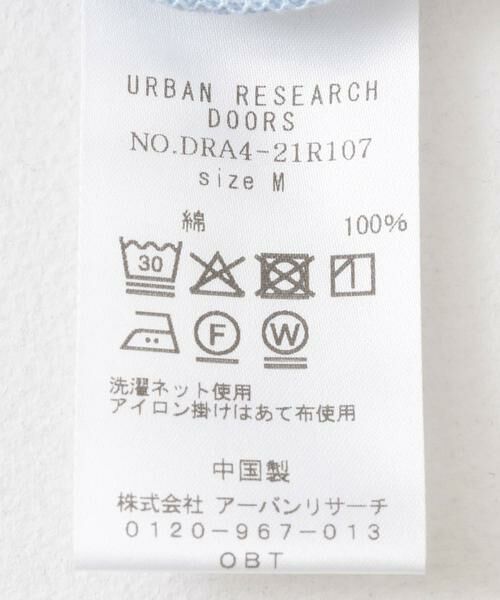 URBAN RESEARCH
DOORS
NO.DRA4-21R107
size M
綿 100%
30
F W
洗濯ネット使用
アイロン掛けはあて布使用
中国製
株式会社 アーバンリサーチ
0120-967-013
OBT